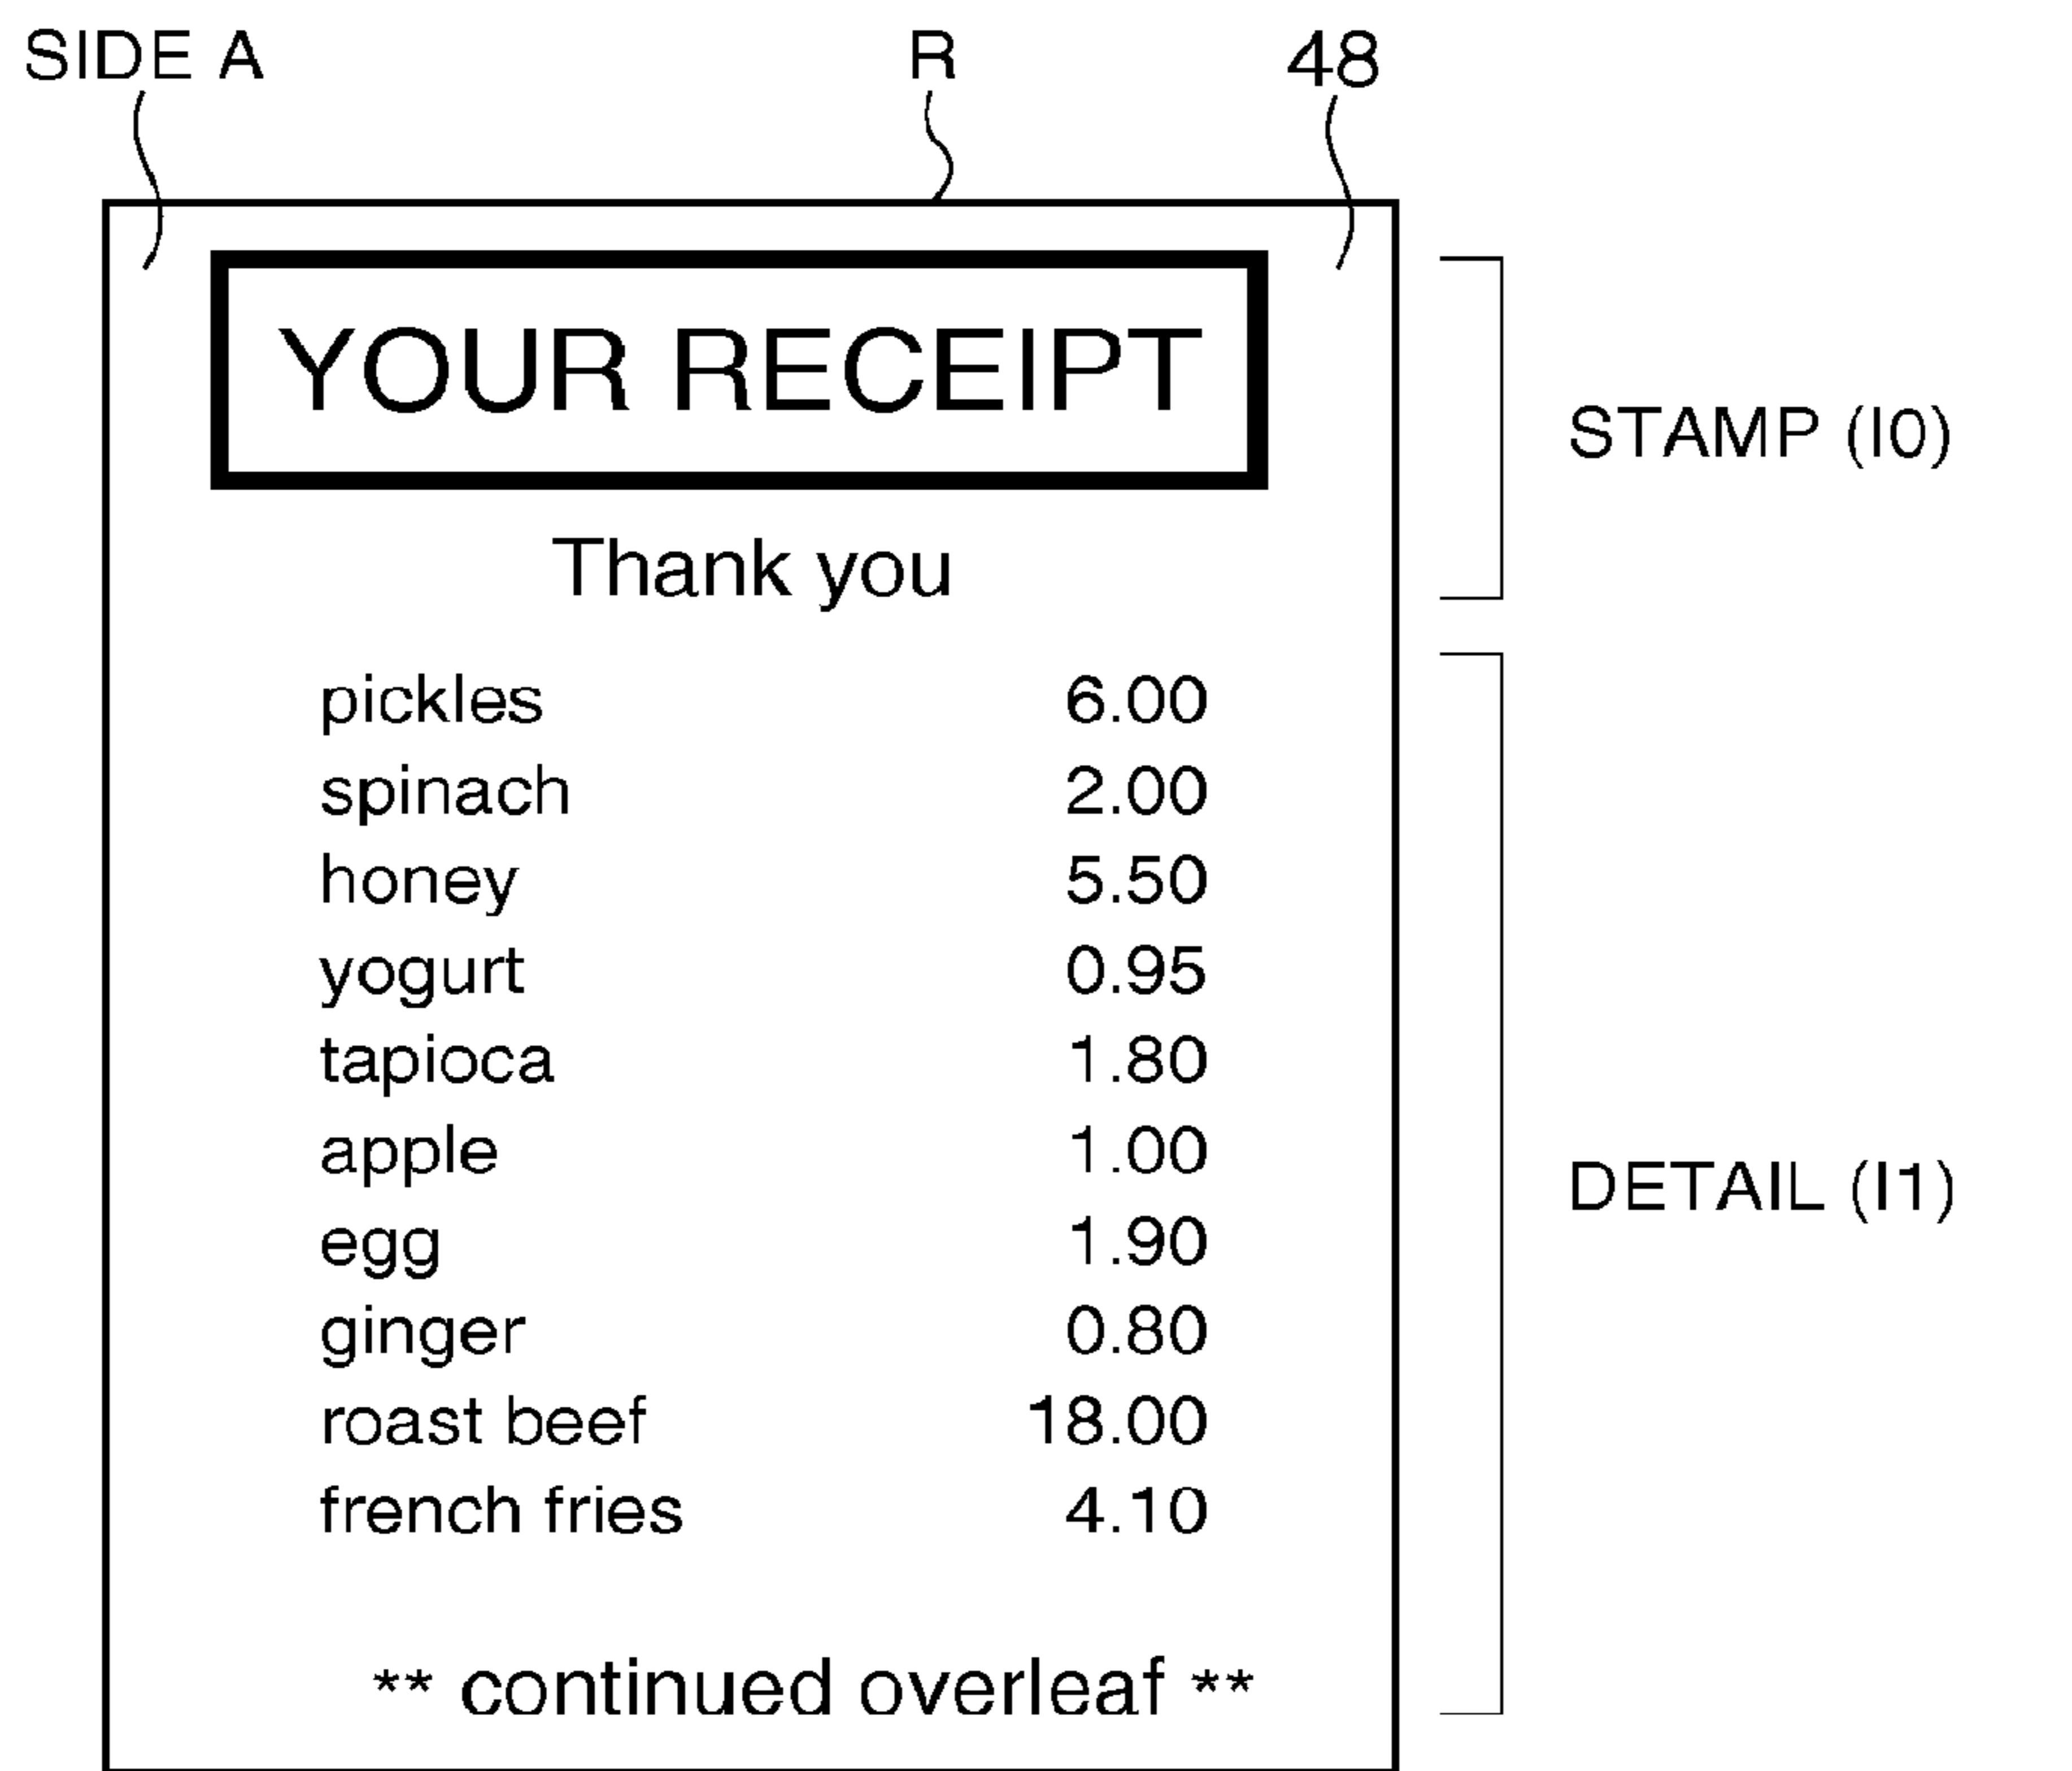 SIDE A R 48
YOUR RECEIPT
STAMP (I0)
Thank you
pickles 6.00
spinach 2.00
honey 5.50
yogurt 0.95
tapioca 1.80
apple 1.00
DETAIL (I1)
egg 1.90
ginger 0.80
roast beef 18.00
french fries 4.10
** continued overleaf **